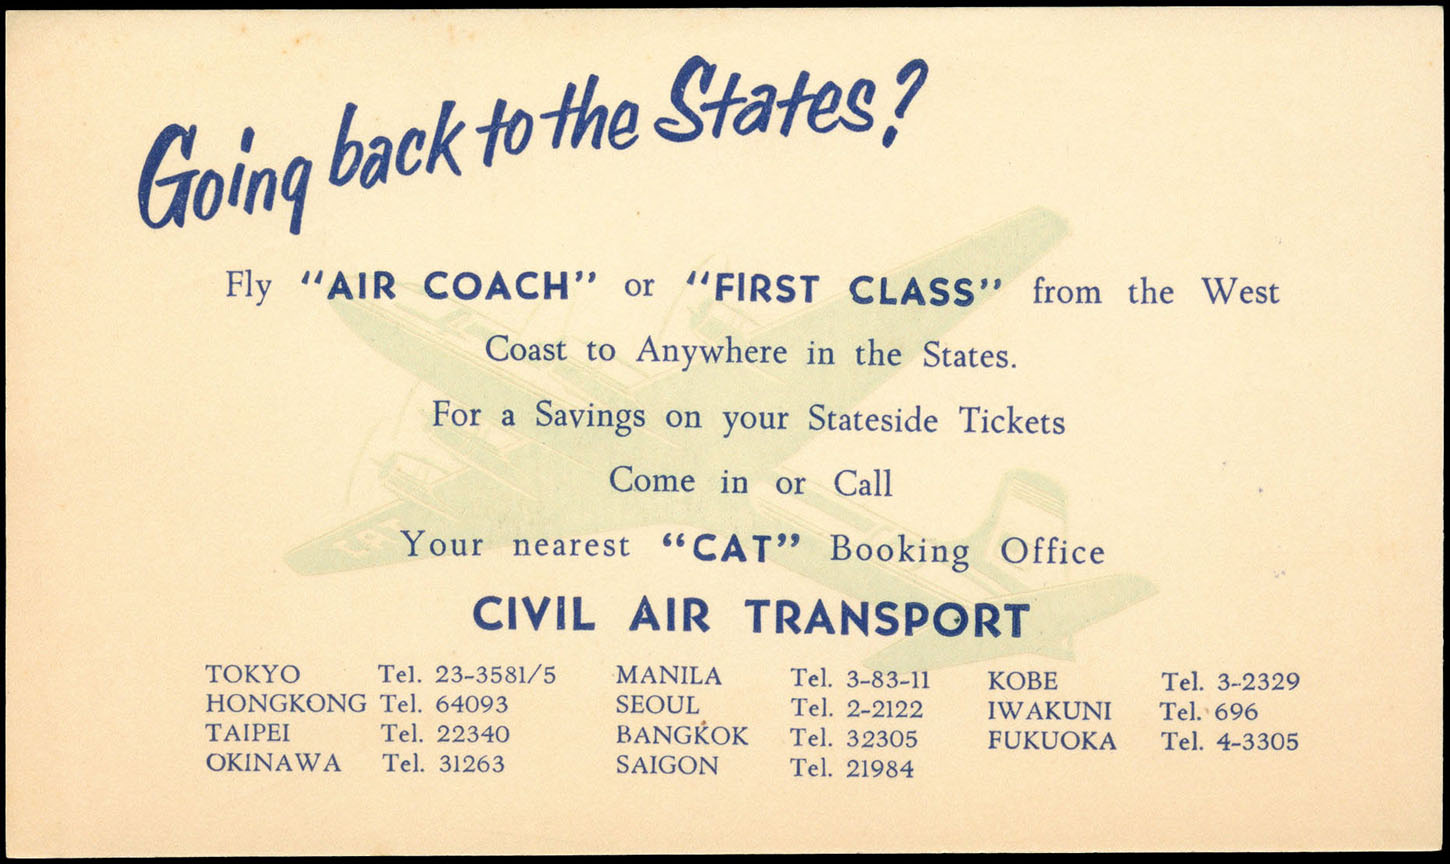 Going back to the States?
Fly "AIR COACH" or "FIRST CLASS" from the West
Coast to Anywhere in the States.
For a Savings on your Stateside Tickets
Come in or Call
Your nearest "CAT" Booking Office
CIVIL AIR TRANSPORT
TOKYO Tel. 23-3581/5 MANILA Tel. 3-83-11 KOBE Tel. 3-2329
HONGKONG Tel. 64093 SEOUL Tel. 2-2122 IWAKUNI Tel. 696
TAIPEI Tel. 22340 BANGKOK Tel. 32305 FUKUOKA Tel. 4-3305
OKINAWA Tel. 31263 SAIGON Tel. 21984